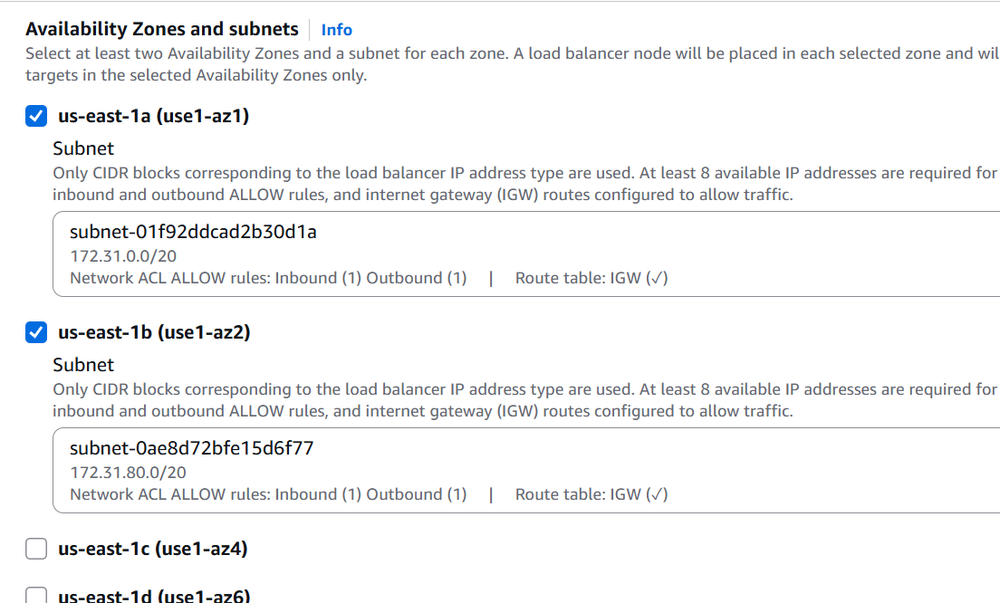 Availability Zones and subnets Info
Select at least two Availability Zones and a subnet for each zone. A load balancer node will be placed in each selected zone and wil
targets in the selected Availability Zones only.
us-east-1a (use1-az1)
Subnet
Only CIDR blocks corresponding to the load balancer IP address type are used. At least 8 available IP addresses are required for
inbound and outbound ALLOW rules, and internet gateway (IGW) routes configured to allow traffic.
subnet-01f92ddcad2b30d1a
172.31.0.0/20
Network ACL ALLOW rules: Inbound (1) Outbound (1) | Route table: IGW (✓)
us-east-1b (use1-az2)
Subnet
Only CIDR blocks corresponding to the load balancer IP address type are used. At least 8 available IP addresses are required for
inbound and outbound ALLOW rules, and internet gateway (IGW) routes configured to allow traffic.
subnet-0ae8d72bfe15d6f77
172.31.80.0/20
Network ACL ALLOW rules: Inbound (1) Outbound (1) | Route table: IGW (✓)
us-east-1c (use1-az4)
us-east-1d (use1-az6)